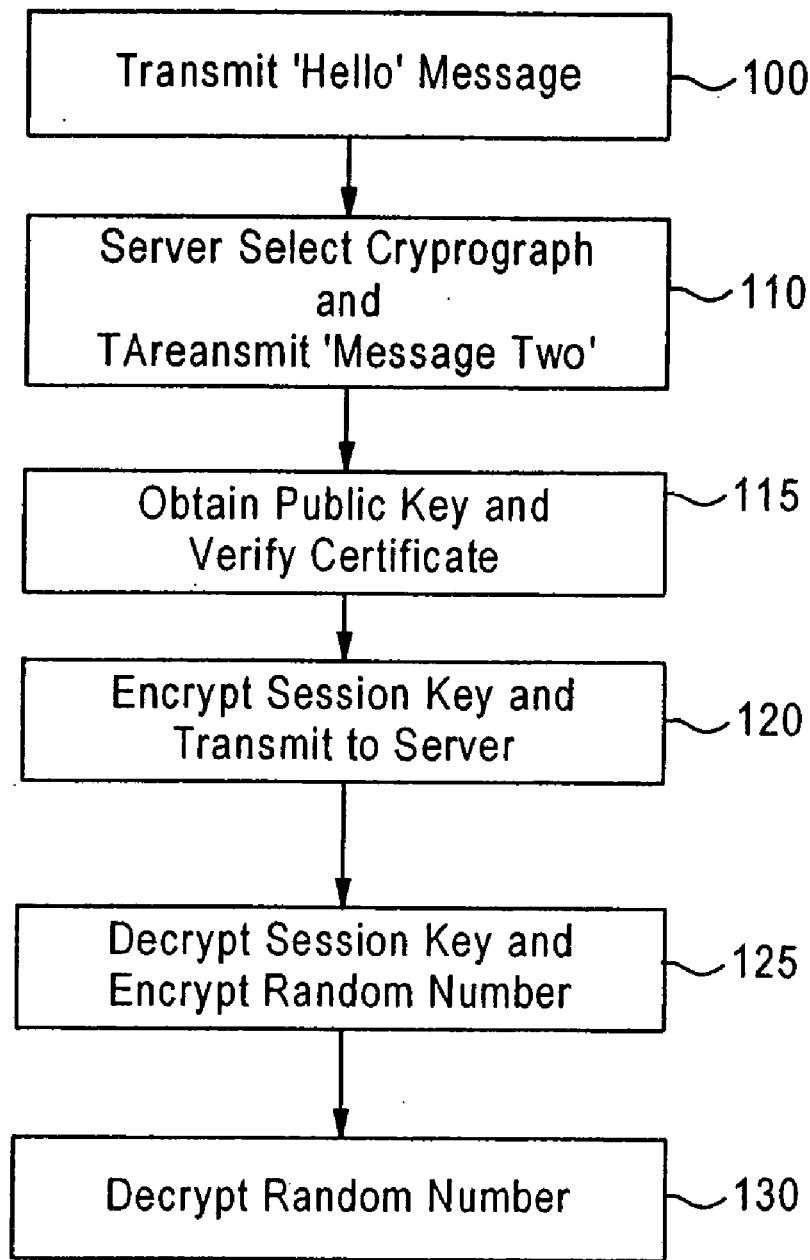 Transmit 'Hello' Message
100
Server Select Cryprograph
and
TAreansmit 'Message Two'
110
Obtain Public Key and
Verify Certificate
115
Encrypt Session Key and
Transmit to Server
120
Decrypt Session Key and
Encrypt Random Number
125
Decrypt Random Number
130